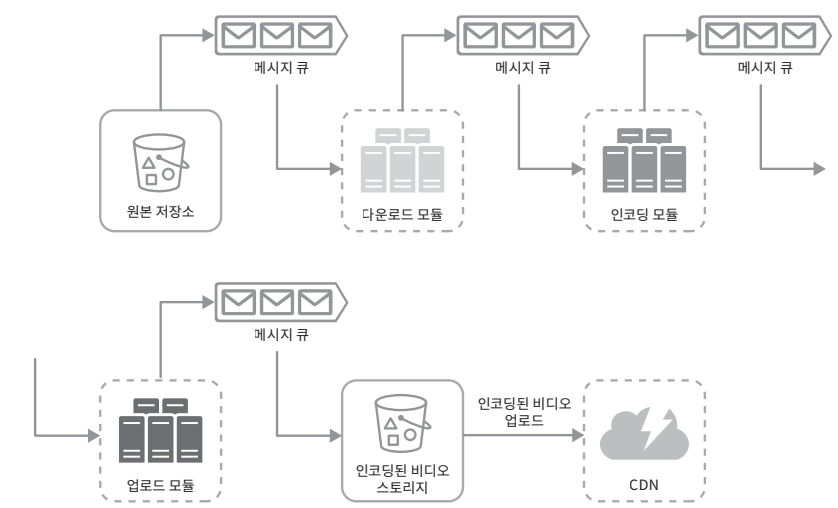 메시지 큐
메시지 큐
메시지 큐
원본 저장소
다운로드 모듈
인코딩 모듈
메시지 큐
인코딩된 비디오
업로드
업로드 모듈
인코딩된 비디오
스토리지
CDN